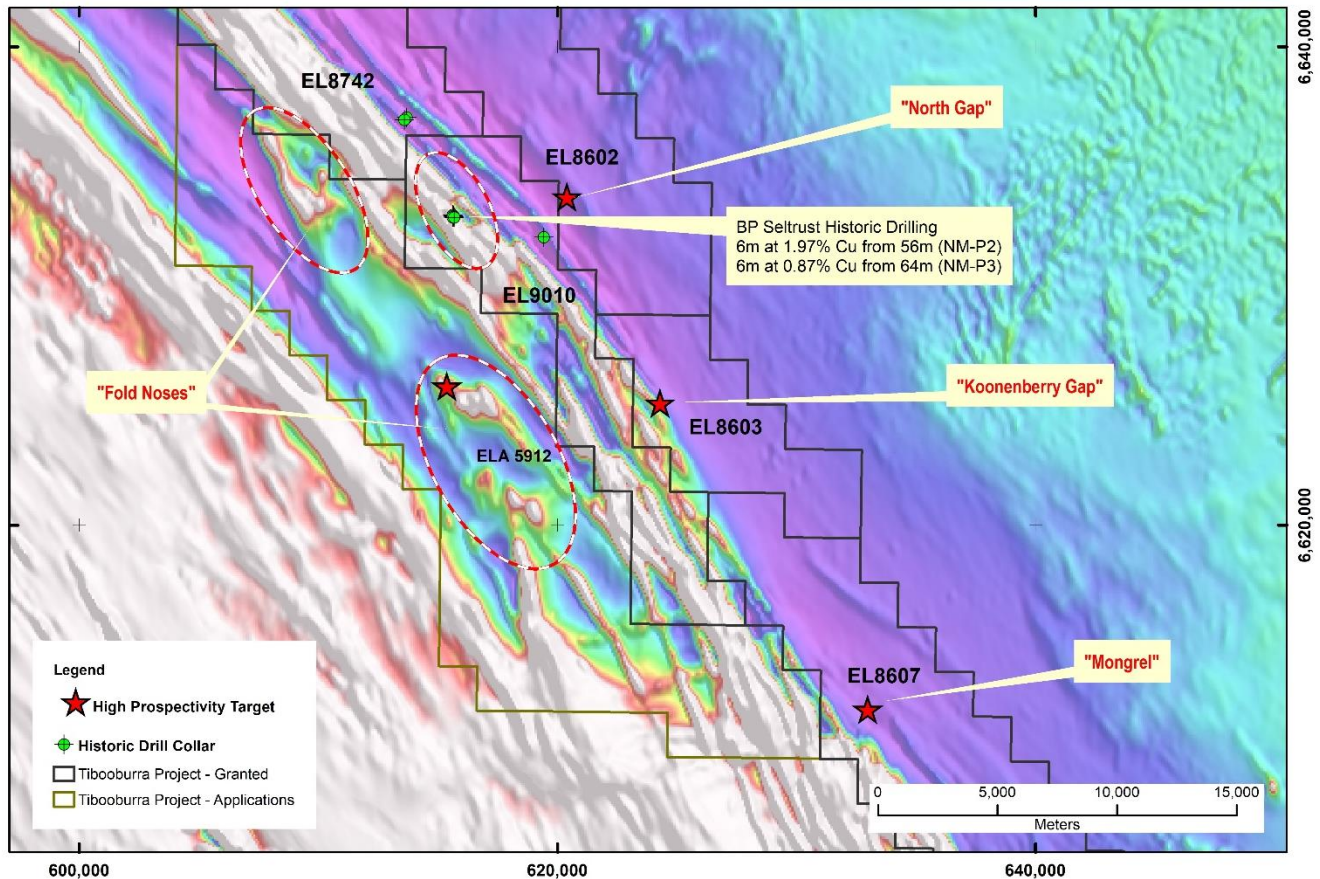 6,640,000
EL8742
"North Gap"
EL8602
BP Seltrust Historic Drilling
6m at 1.97% Cu from 56m (NM-P2)
6m at 0.87% Cu from 64m (NM-P3)
EL9010
"Fold Noses"
"Koonenberry Gap"
EL8603
ELA 5912
6,620,000
"Mongrel"
EL8607
Legend
High Prospectivity Target
Historic Drill Collar
Tibooburra Project - Granted
Tibooburra Project - Applications
0 5,000 10,000 15,000
Meters
600,000 620,000 640,000